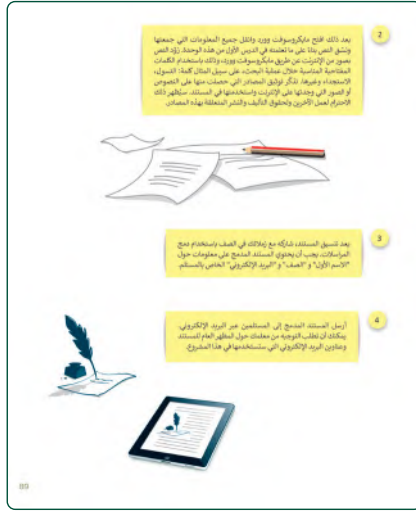 2
بعد ذلك افتح مايكروسوفت وورد وانقل جميع المعلومات التي جمعتها
ونسّق النص بناءً على ما تعلمته في الدرس الأول من هذه الوحدة. زوّد النص
بصور من الإنترنت عن طريق مايكروسوفت وورد، وذلك باستخدام الكلمات
المفتاحية المناسبة خلال عملية البحث، على سبيل المثال كلمة: التسول،
الاستجداء وغيرها. تذكّر توثيق المصادر التي حصلت منها على النصوص
أو الصور التي وجدتها على الإنترنت واستخدمتها في المستند. سيُظهر ذلك
الاحترام لعمل الآخرين ولحقوق التأليف والنشر المتعلقة بهذه المصادر.
3
بعد تنسيق المستند، شاركه مع زملائك في الصف باستخدام دمج
المراسلات. يجب أن يحتوي المستند المدمج على معلومات حول
"الاسم الأول" و "الصف" و "البريد الإلكتروني" الخاص بالمستلم.
4
أرسل المستند المدمج إلى المستلمين عبر البريد الإلكتروني.
يمكنك أن تطلب التوجيه من معلمك حول المظهر العام للمستند
وعناوين البريد الإلكتروني التي ستستخدمها في هذا المشروع.
89